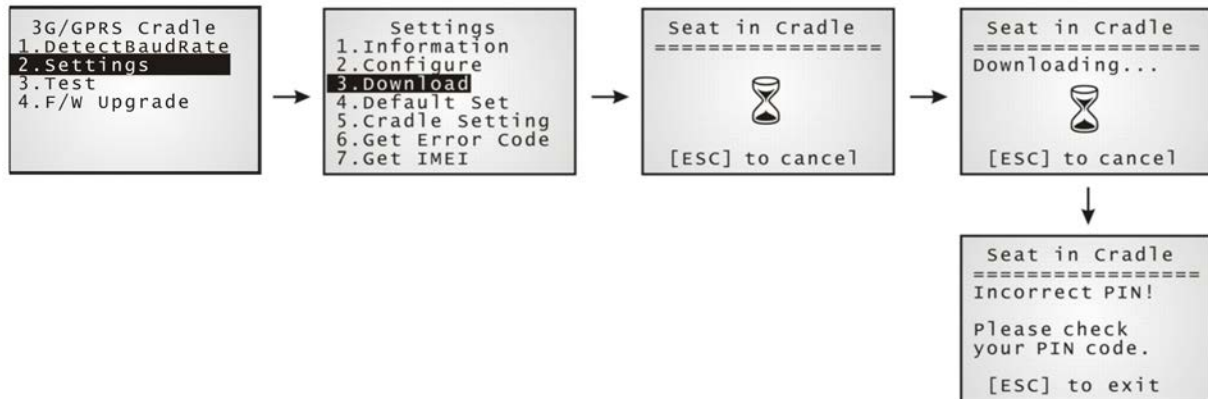 3G/GPRS Cradle
1.DetectBaudRate
2.Settings
3.Test
4.F/W Upgrade
Settings
1.Information
2.Configure
3.Download
4.Default Set
5.Cradle Setting
6.Get Error Code
7.Get IMEI
Seat in Cradle
=================
[ESC] to cancel
Seat in Cradle
=================
Downloading...
[ESC] to cancel
Seat in Cradle
=================
Incorrect PIN!
Please check
your PIN code.
[ESC] to exit